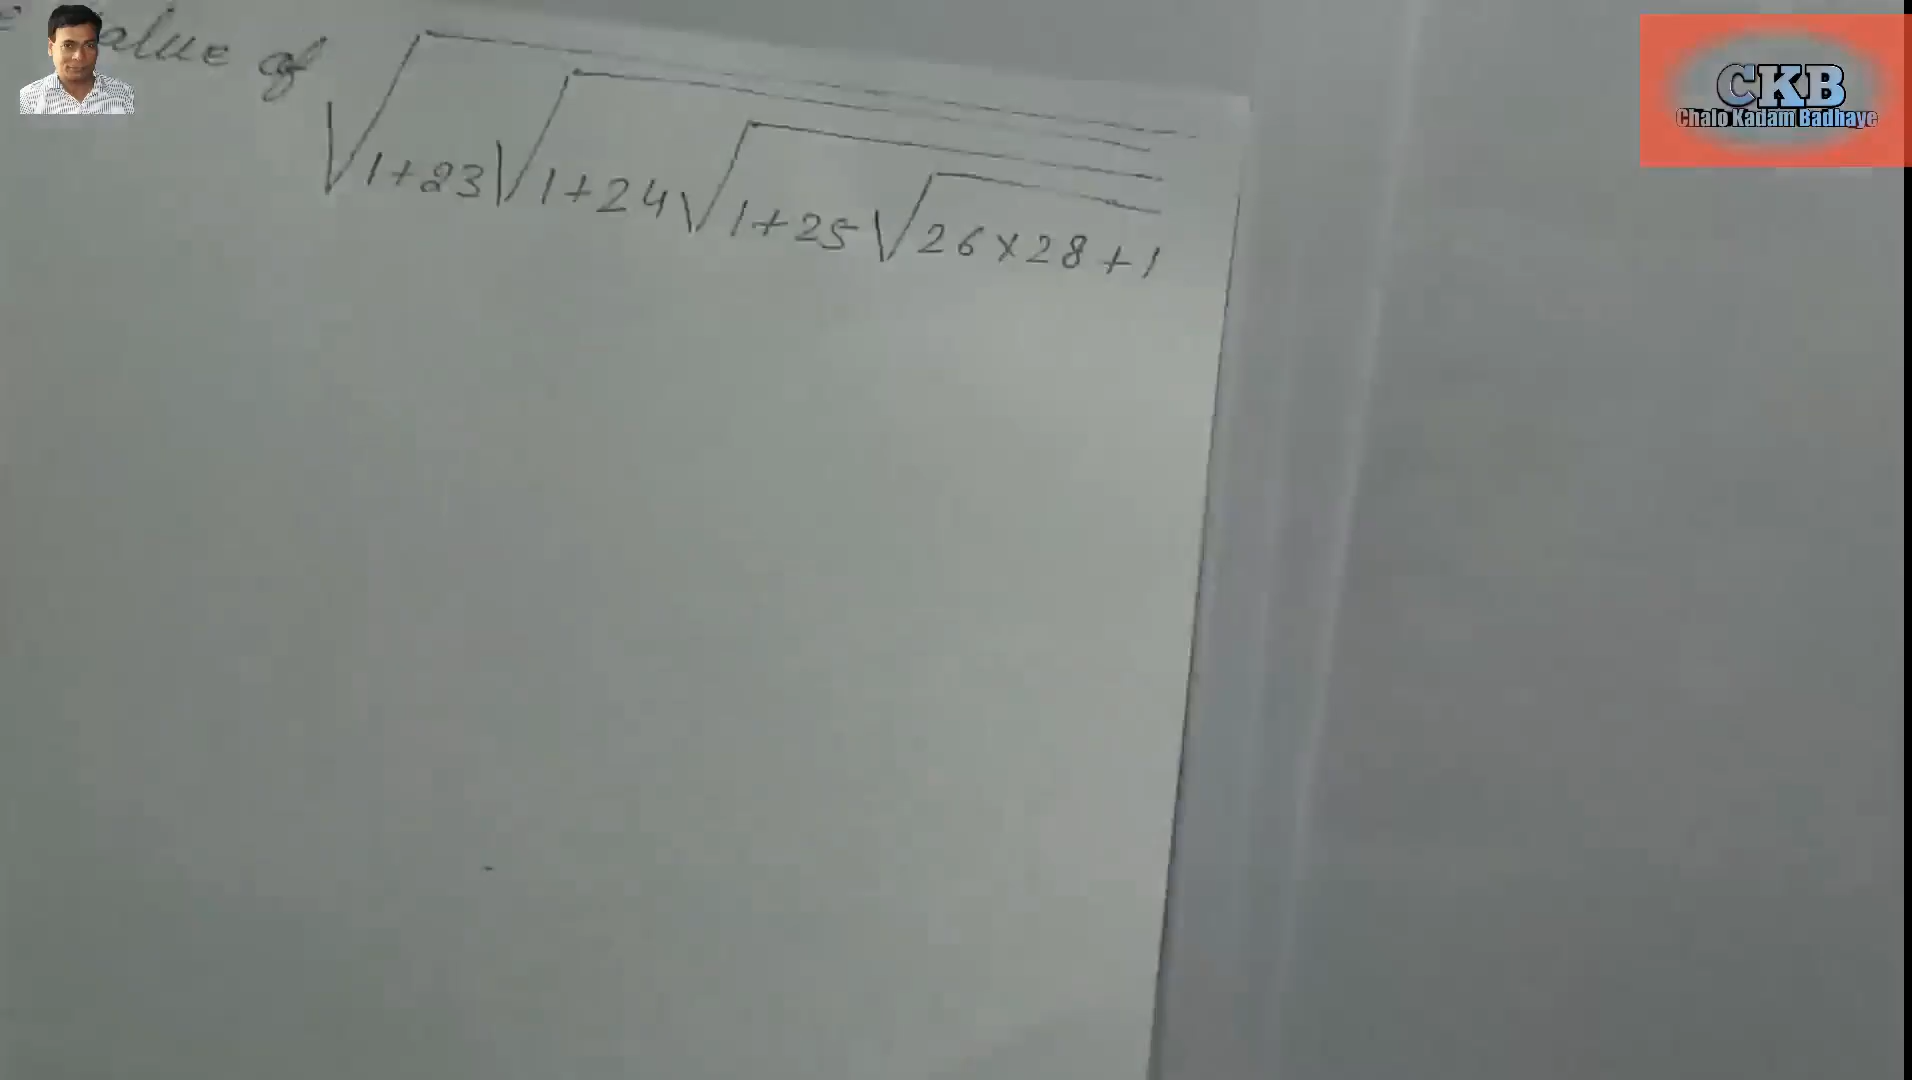 value of √1+23√1+24√1+25√26×28+1
CKB
Chalo Kadam Badhaye